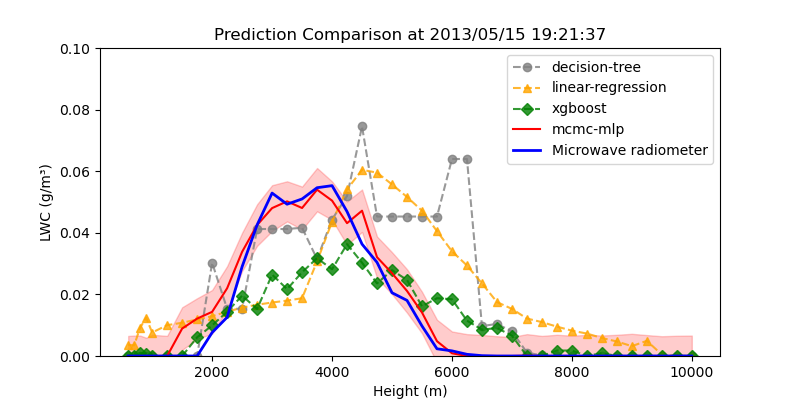 Prediction Comparison at 2013/05/15 19:21:37
LWC (g/m³)
0.10
0.08
0.06
0.04
0.02
0.00
decision-tree
linear-regression
xgboost
mcmc-mlp
Microwave radiometer
2000 4000 6000 8000 10000
Height (m)